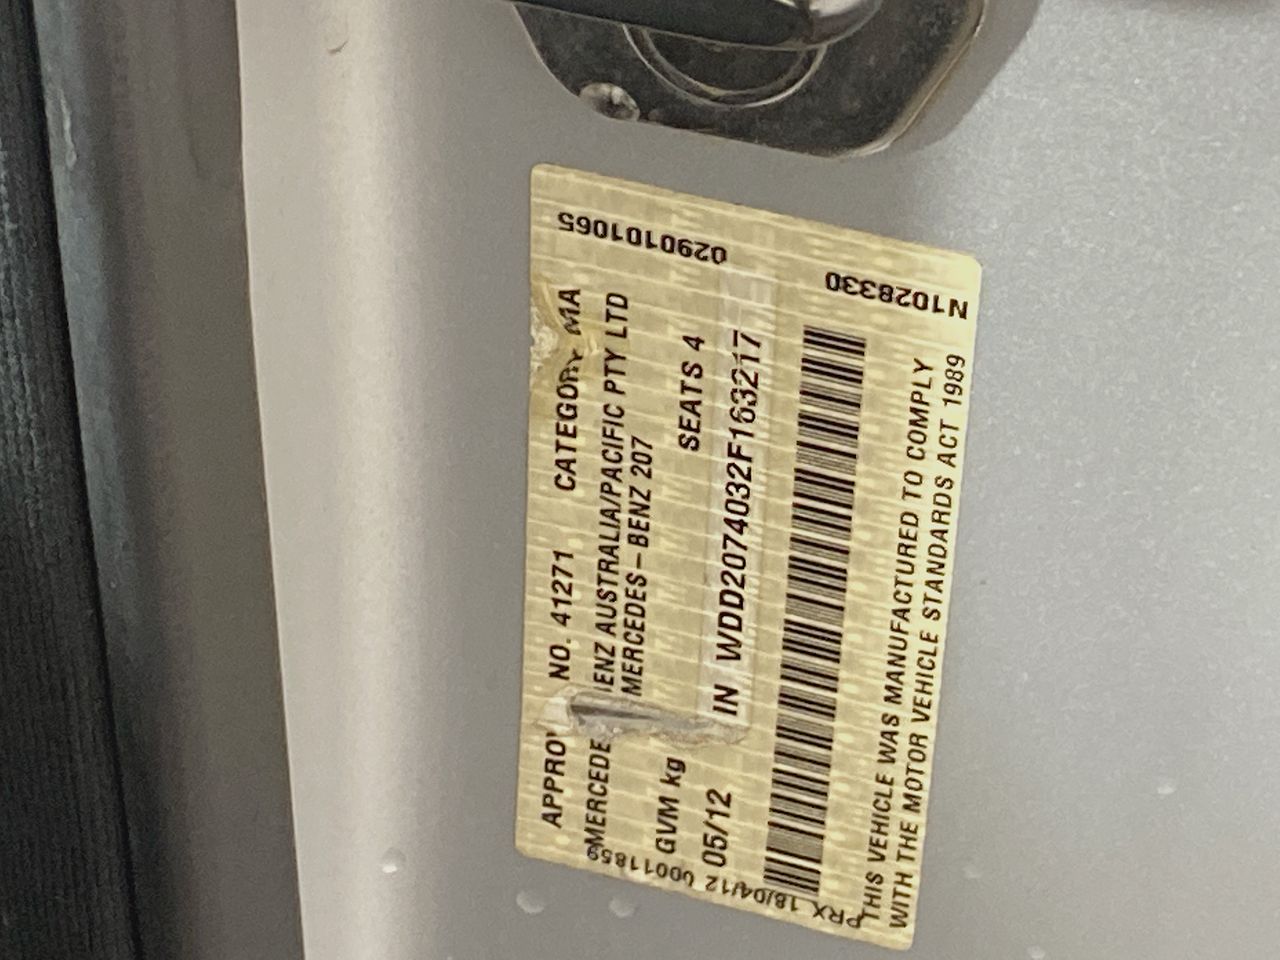 APPROV NO. 41271 CATEGORY MA
MERCEDE ENZ AUSTRALIA/PACIFIC PTY LTD
MERCEDES-BENZ 207
GVM kg SEATS 4
05/12 IN WDD2074032F163217
THIS VEHICLE WAS MANUFACTURED TO COMPLY
WITH THE MOTOR VEHICLE STANDARDS ACT 1989
0290101065
N1028330
PRX 18/04/12 00011859